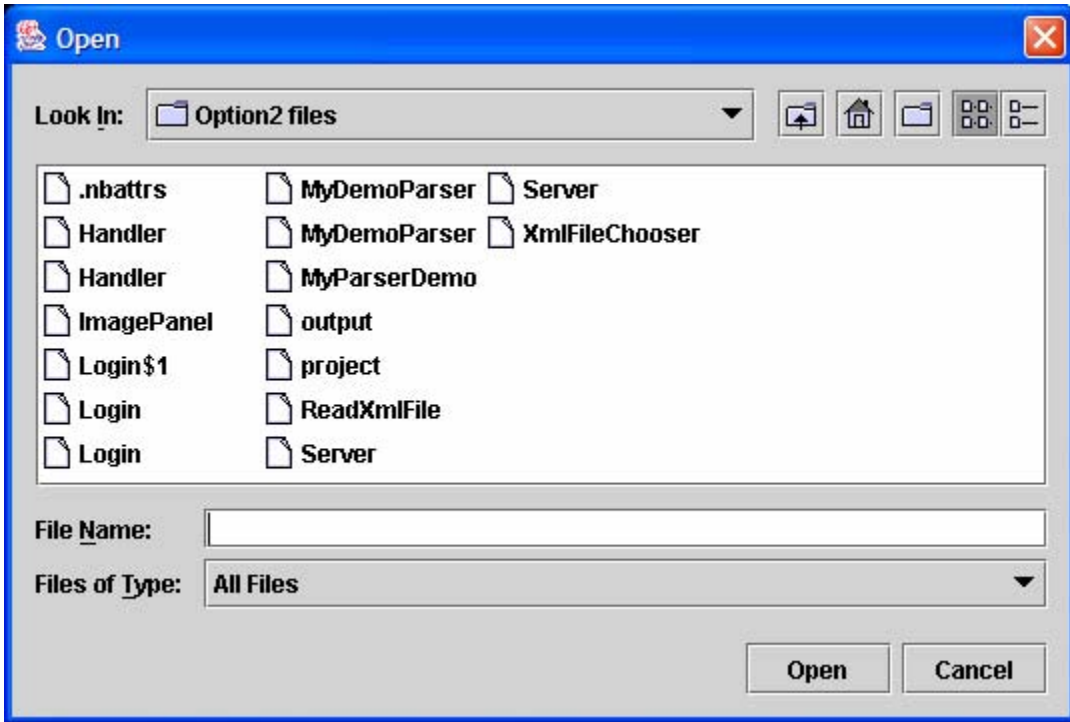 Open
Look In: Option2 files
.nbattrs MyDemoParser Server
Handler MyDemoParser XmlFileChooser
Handler MyParserDemo
ImagePanel output
Login$1 project
Login ReadXmlFile
Login Server
File Name:
Files of Type: All Files
Open Cancel